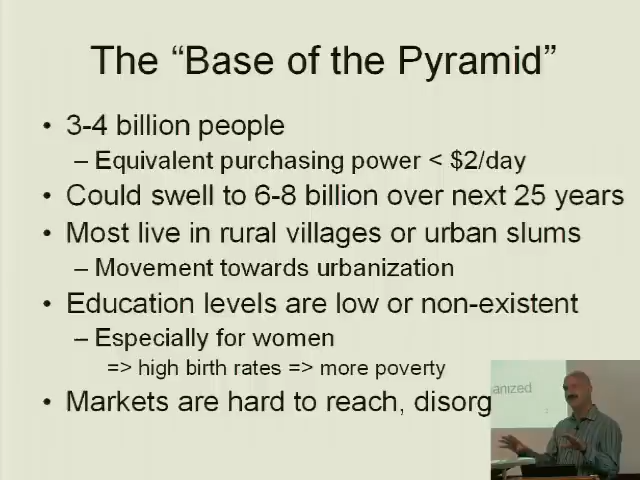 The “Base of the Pyramid”
• 3-4 billion people
– Equivalent purchasing power < $2/day
• Could swell to 6-8 billion over next 25 years
• Most live in rural villages or urban slums
– Movement towards urbanization
• Education levels are low or non-existent
– Especially for women
=> high birth rates => more poverty
• Markets are hard to reach, disorg
anized